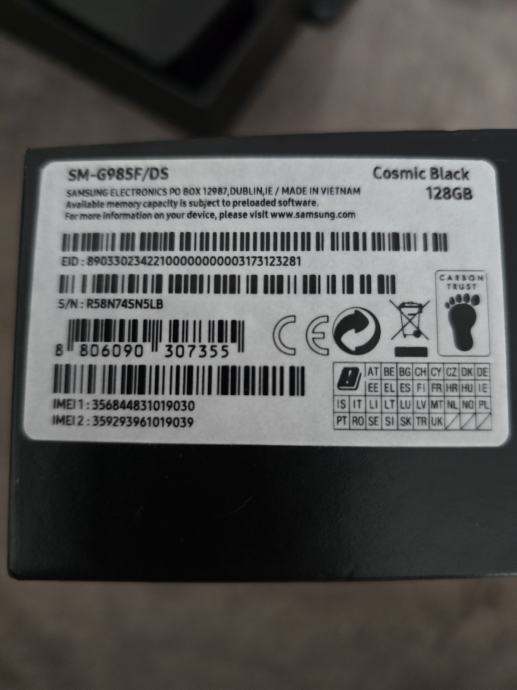 SM-G985F/DS
Cosmic Black
SAMSUNG ELECTRONICS PO BOX 12987,DUBLIN,IE / MADE IN VIETNAM
128GB
Available memory capacity is subject to preloaded software.
For more information on your device, please visit www.samsung.com
EID : 89033023422100000000003173123281
CARBON
TRUST
S/N : R58N74SN5LB
CE
8 806090 307355
AT BE BG CH CY CZ DK DE
EE EL ES FI FR HR HU IE
IS IT LI LT LU LV MT NL NO PL
PT RO SE SI SK TR UK
IMEI 1 : 356844831019030
IMEI 2 : 359293961019039